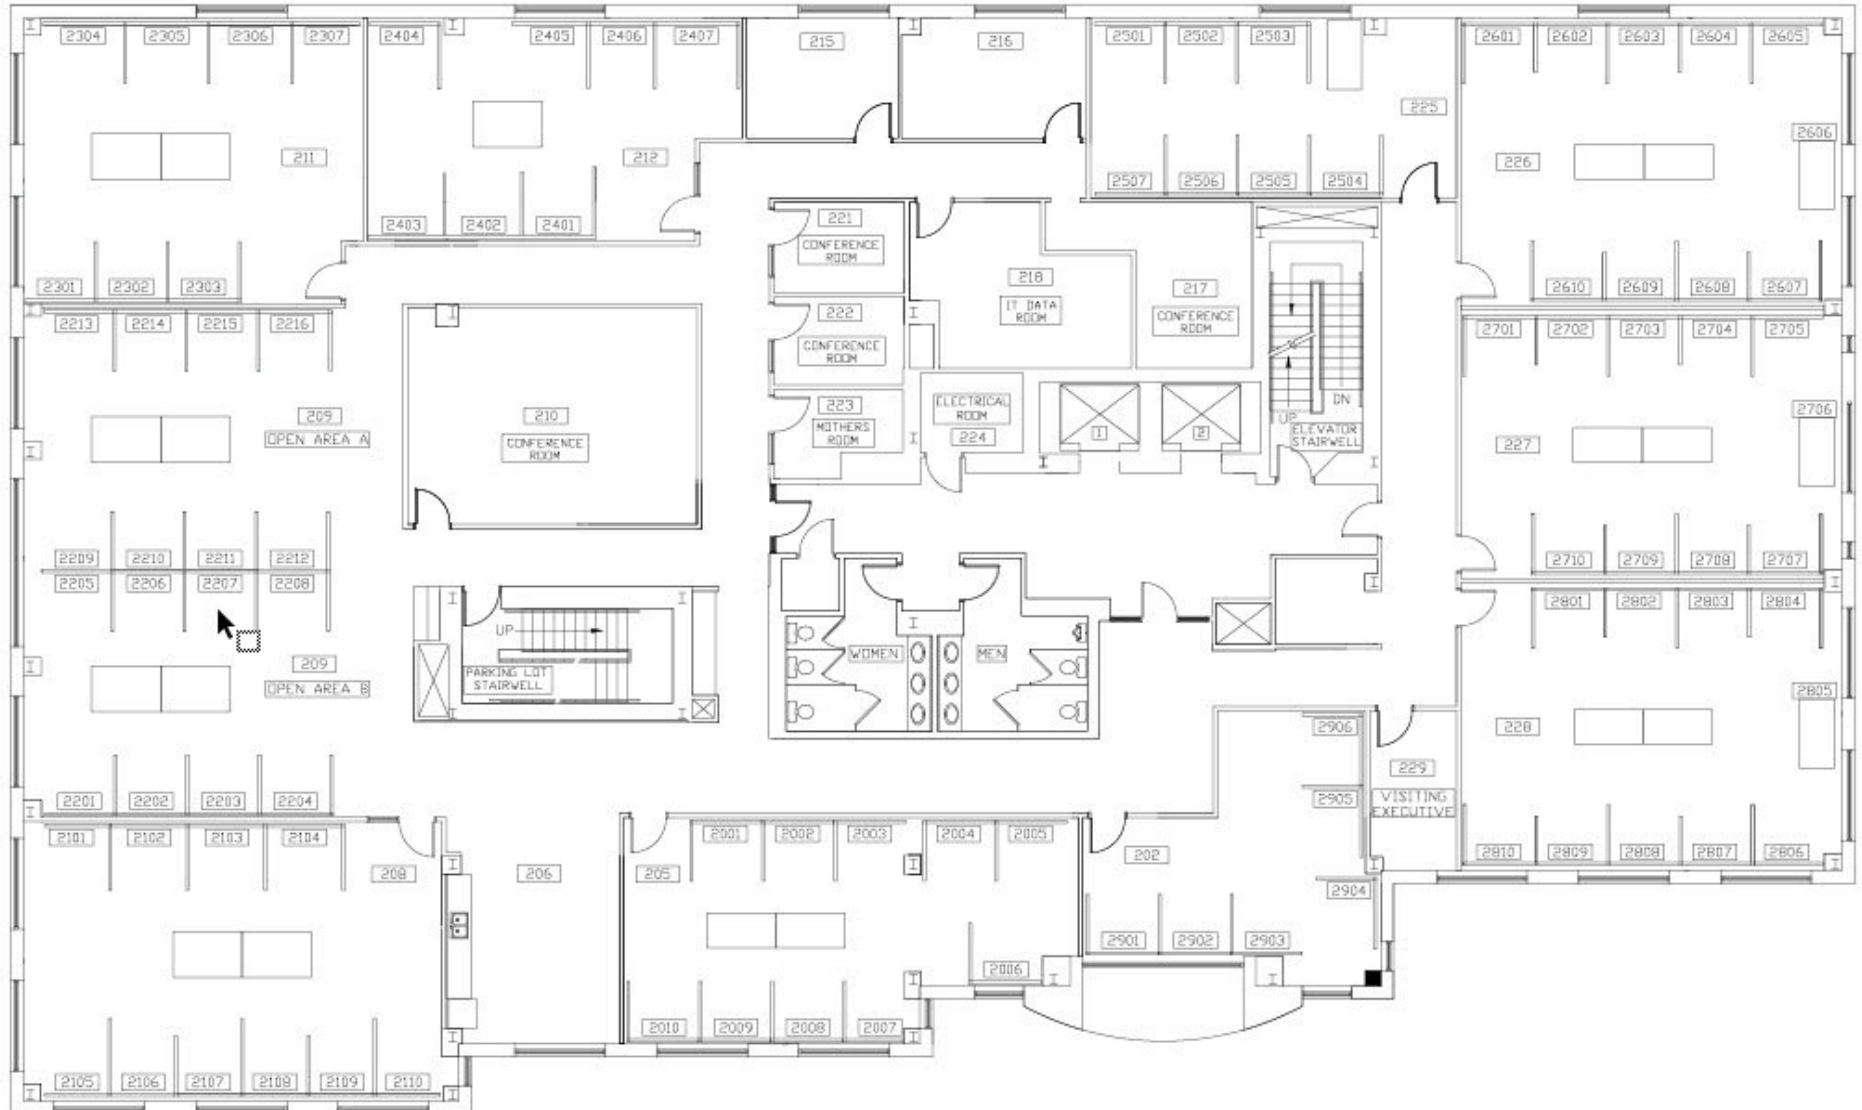 2304 2305 2306 2307 2404 2405 2406 2407 215 216 2501 2502 2503 2601 2602 2603 2604 2605
225
2606
211 212 226
2507 2506 2505 2504
2403 2402 2401
221
CONFERENCE
ROOM
218
IT DATA
ROOM
217
CONFERENCE
ROOM
2301 2302 2303
2610 2609 2608 2607
222
CONFERENCE
ROOM
2213 2214 2215 2216
2701 2702 2703 2704 2705
223
MOTHERS
ROOM
ELECTRICAL
ROOM
224
1
2
UP
DN
ELEVATOR
STAIRWELL
2706
209
OPEN AREA A
210
CONFERENCE
ROOM
227
2209 2210 2211 2212
2205 2206 2207 2208
2710 2709 2708 2707
2801 2802 2803 2804
UP
PARKING LOT
STAIRWELL
WOMEN
MEN
209
OPEN AREA B
2805
228
2906
229
VISITING
EXECUTIVE
2905
2201 2202 2203 2204
2101 2102 2103 2104
2001 2002 2003 2004 2005
202
2810 2809 2808 2807 2806
208 206 205
2904
2901 2902 2903
2006
2010 2009 2008 2007
2105 2106 2107 2108 2109 2110